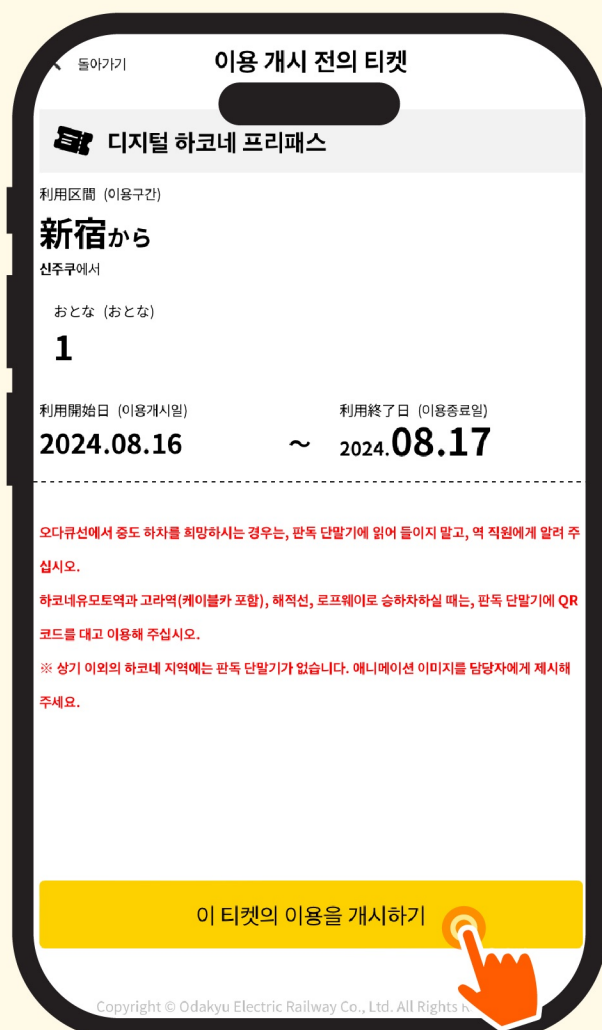 돌아가기
이용 개시 전의 티켓
디지털 하코네 프리패스
利用区間 (이용구간)
新宿から
신주쿠에서
おとな (おとな)
1
利用開始日 (이용개시일)
利用終了日 (이용종료일)
2024.08.16 ～ 2024.08.17
오다큐선에서 중도 하차를 희망하시는 경우는, 판독 단말기에 읽어 들이지 말고, 역 직원에게 알려 주
십시오.
하코네유모토역과 고라역(케이블카 포함), 해적선, 로프웨이로 승하차하실 때는, 판독 단말기에 QR
코드를 대고 이용해 주십시오.
※ 상기 이외의 하코네 지역에는 판독 단말기가 없습니다. 애니메이션 이미지를 담당자에게 제시해
주세요.
이 티켓의 이용을 개시하기
Copyright © Odakyu Electric Railway Co., Ltd. All Rights